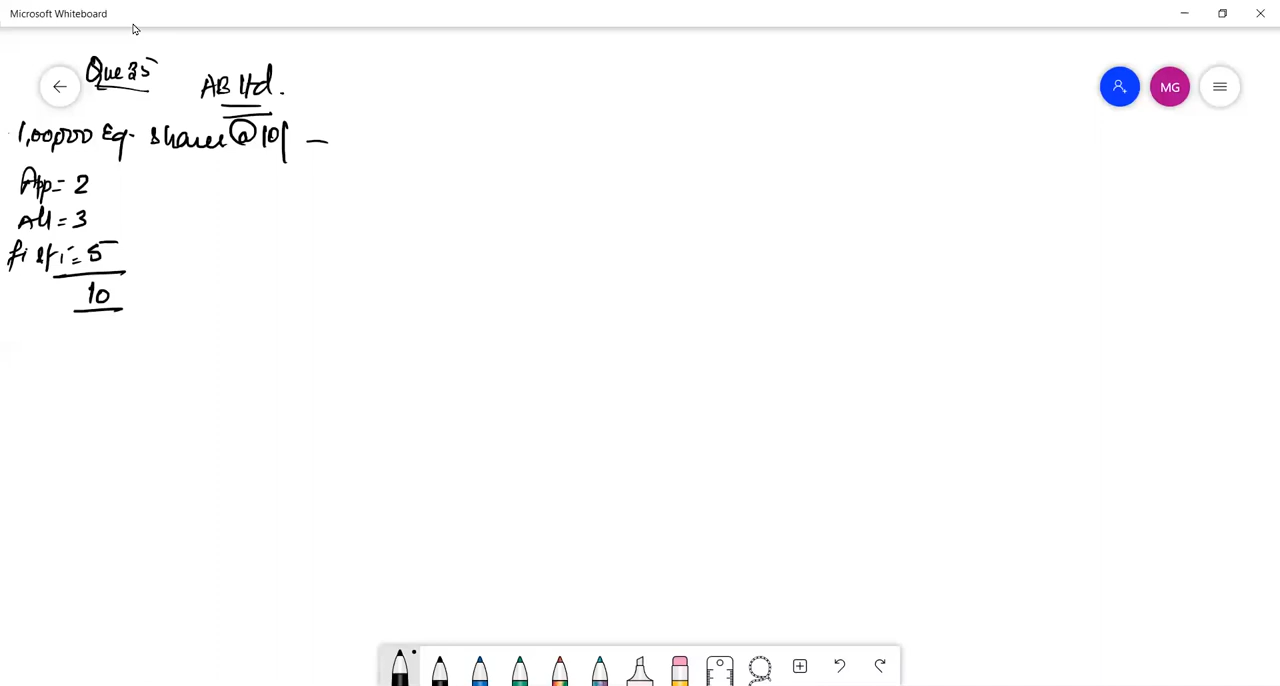 Microsoft Whiteboard
Que 35
AB ltd.
MG
1,00,000 Eq. shares @ 10/-
App = 2
All = 3
= 5
10